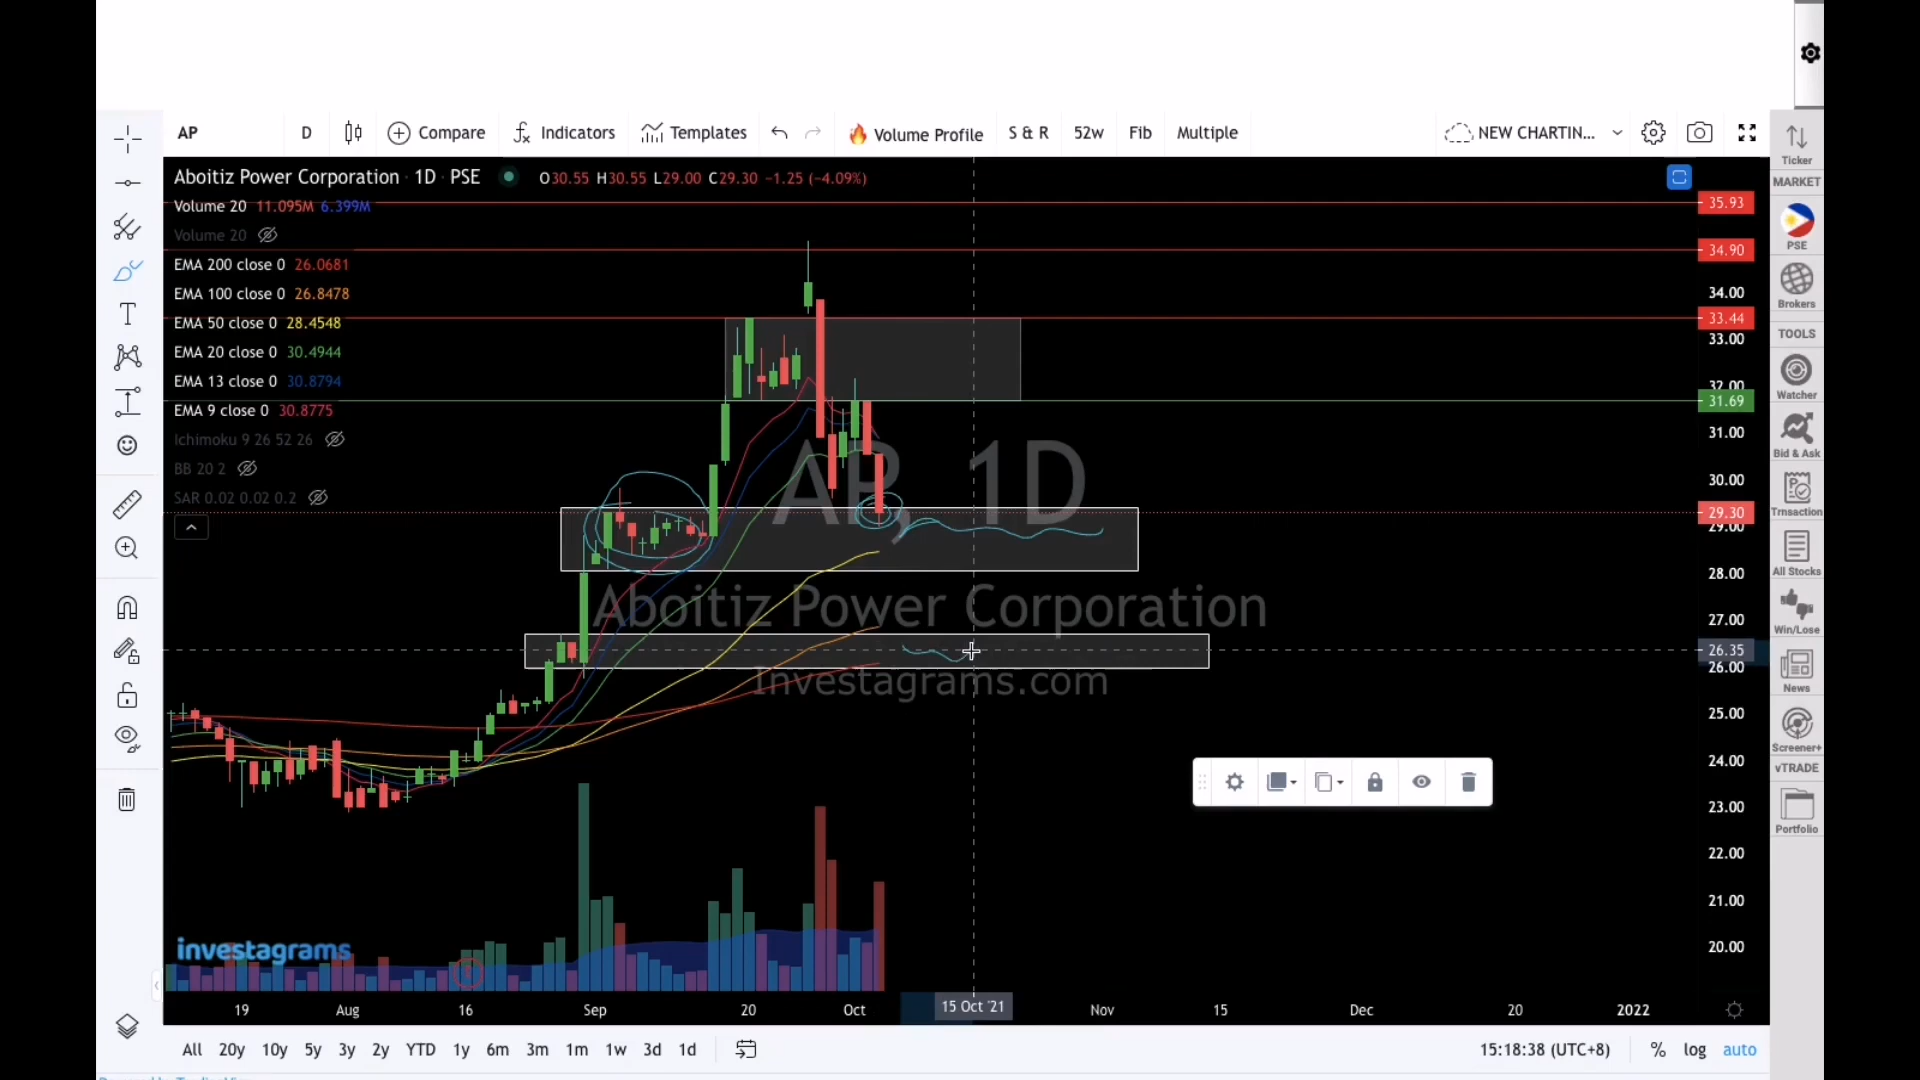 AP D Compare Indicators Templates Volume Profile S & R 52w Fib Multiple NEW CHARTIN...
Aboitiz Power Corporation · 1D · PSE O30.55 H30.55 L29.00 C29.30 −1.25 (−4.09%)
Volume 20 11.095M 6.399M
Volume 20
EMA 200 close 0 26.0681
EMA 100 close 0 26.8478
EMA 50 close 0 28.4548
EMA 20 close 0 30.4944
EMA 13 close 0 30.8794
EMA 9 close 0 30.8775
Ichimoku 9 26 52 26
BB 20 2
SAR 0.02 0.02 0.2
AP, 1D
Aboitiz Power Corporation
Investagrams.com
investagrams
35.93
34.90
34.00
33.44
33.00
32.00
31.69
31.00
30.00
29.30
29.00
28.00
27.00
26.35
26.00
25.00
24.00
23.00
22.00
21.00
20.00
19 Aug 16 Sep 20 Oct 15 Oct '21 Nov 15 Dec 20 2022
All 20y 10y 5y 3y 2y YTD 1y 6m 3m 1m 1w 3d 1d 15:18:38 (UTC+8) % log auto
Ticker
MARKET
PSE
Brokers
TOOLS
Watcher
Bid & Ask
Trnsaction
All Stocks
Win/Lose
News
Screener+
vTRADE
Portfolio